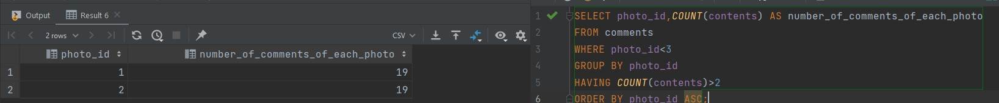 Output
Result 6
2 rows
CSV
photo_id
number_of_comments_of_each_photo
1 1 19
2 2 19
1 SELECT photo_id,COUNT(contents) AS number_of_comments_of_each_photo
2 FROM comments
3 WHERE photo_id<3
4 GROUP BY photo_id
5 HAVING COUNT(contents)>2
6 ORDER BY photo_id ASC;